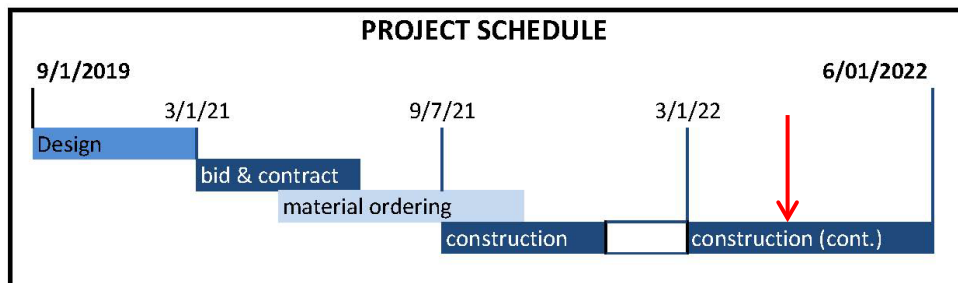 PROJECT SCHEDULE
9/1/2019
6/01/2022
3/1/21
9/7/21
3/1/22
Design
bid & contract
material ordering
construction
construction (cont.)